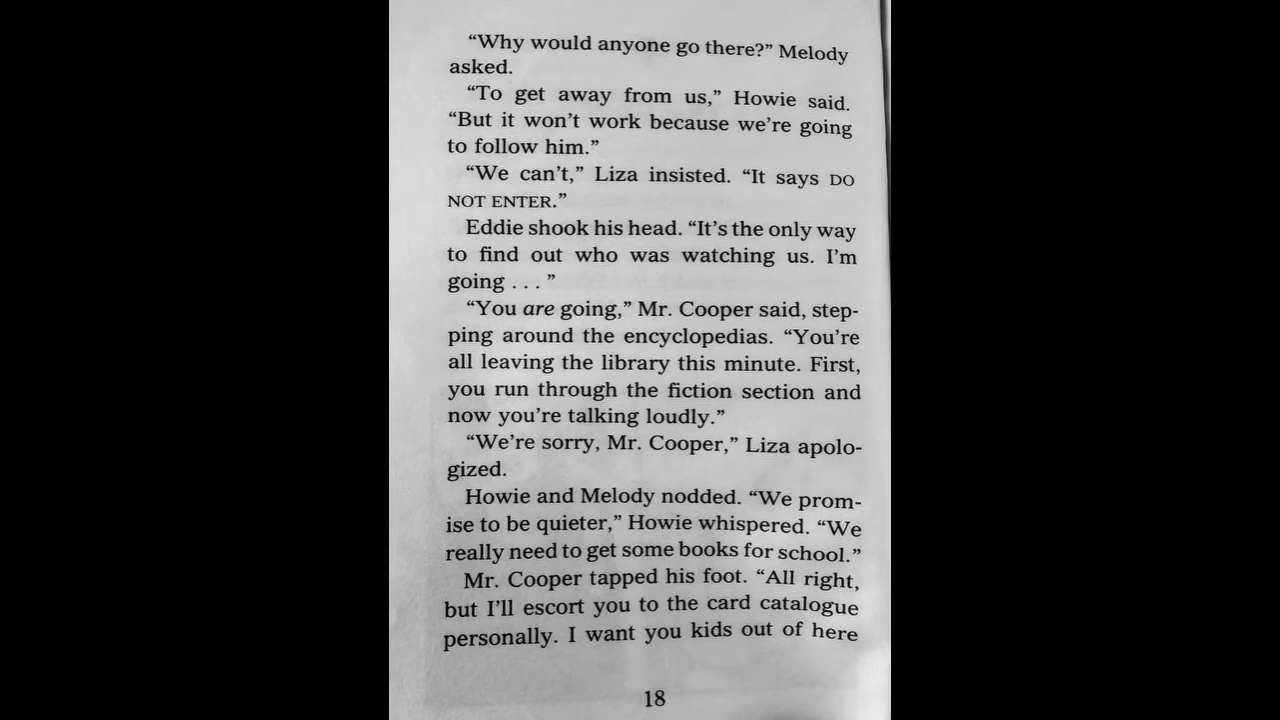 “Why would anyone go there?” Melody
asked.
“To get away from us,” Howie said.
“But it won’t work because we’re going
to follow him.”
“We can’t,” Liza insisted. “It says DO
NOT ENTER.”
Eddie shook his head. “It’s the only way
to find out who was watching us. I’m
going . . . ”
“You are going,” Mr. Cooper said, step-
ping around the encyclopedias. “You’re
all leaving the library this minute. First,
you run through the fiction section and
now you’re talking loudly.”
“We’re sorry, Mr. Cooper,” Liza apolo-
gized.
Howie and Melody nodded. “We prom-
ise to be quieter,” Howie whispered. “We
really need to get some books for school.”
Mr. Cooper tapped his foot. “All right,
but I’ll escort you to the card catalogue
personally. I want you kids out of here
18